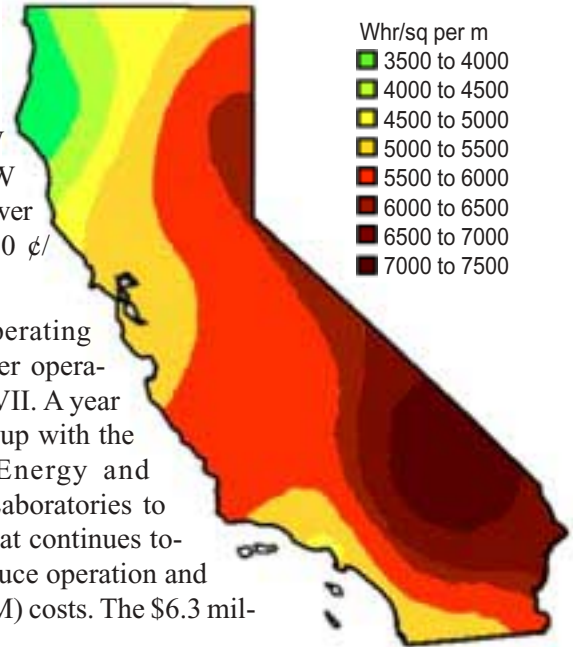 Whr/sq per m
3500 to 4000
4000 to 4500
4500 to 5000
5000 to 5500
5500 to 6000
6000 to 6500
6500 to 7000
7000 to 7500
W
ver
0 ¢/
perating
er opera-
VII. A year
up with the
Energy and
aboratories to
at continues to-
uce operation and
M) costs. The $6.3 mil-